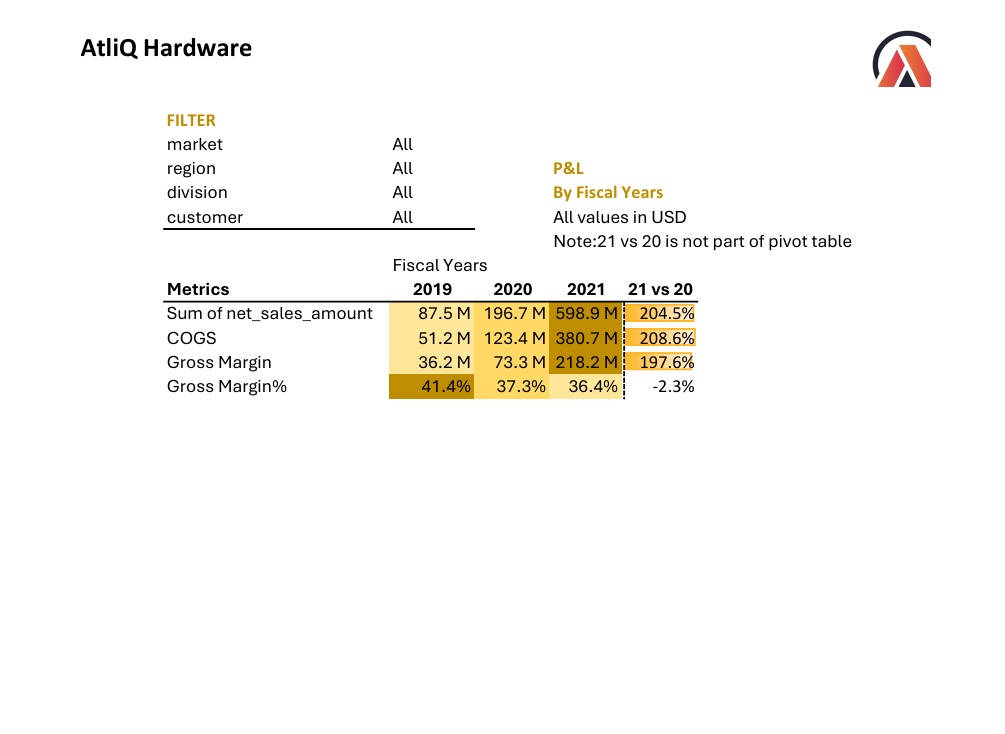 AtliQ Hardware
FILTER
market All
region All P&L
division All By Fiscal Years
customer All All values in USD
Note:21 vs 20 is not part of pivot table
Fiscal Years
Metrics 2019 2020 2021 21 vs 20
Sum of net_sales_amount 87.5 M 196.7 M 598.9 M 204.5%
COGS 51.2 M 123.4 M 380.7 M 208.6%
Gross Margin 36.2 M 73.3 M 218.2 M 197.6%
Gross Margin% 41.4% 37.3% 36.4% -2.3%